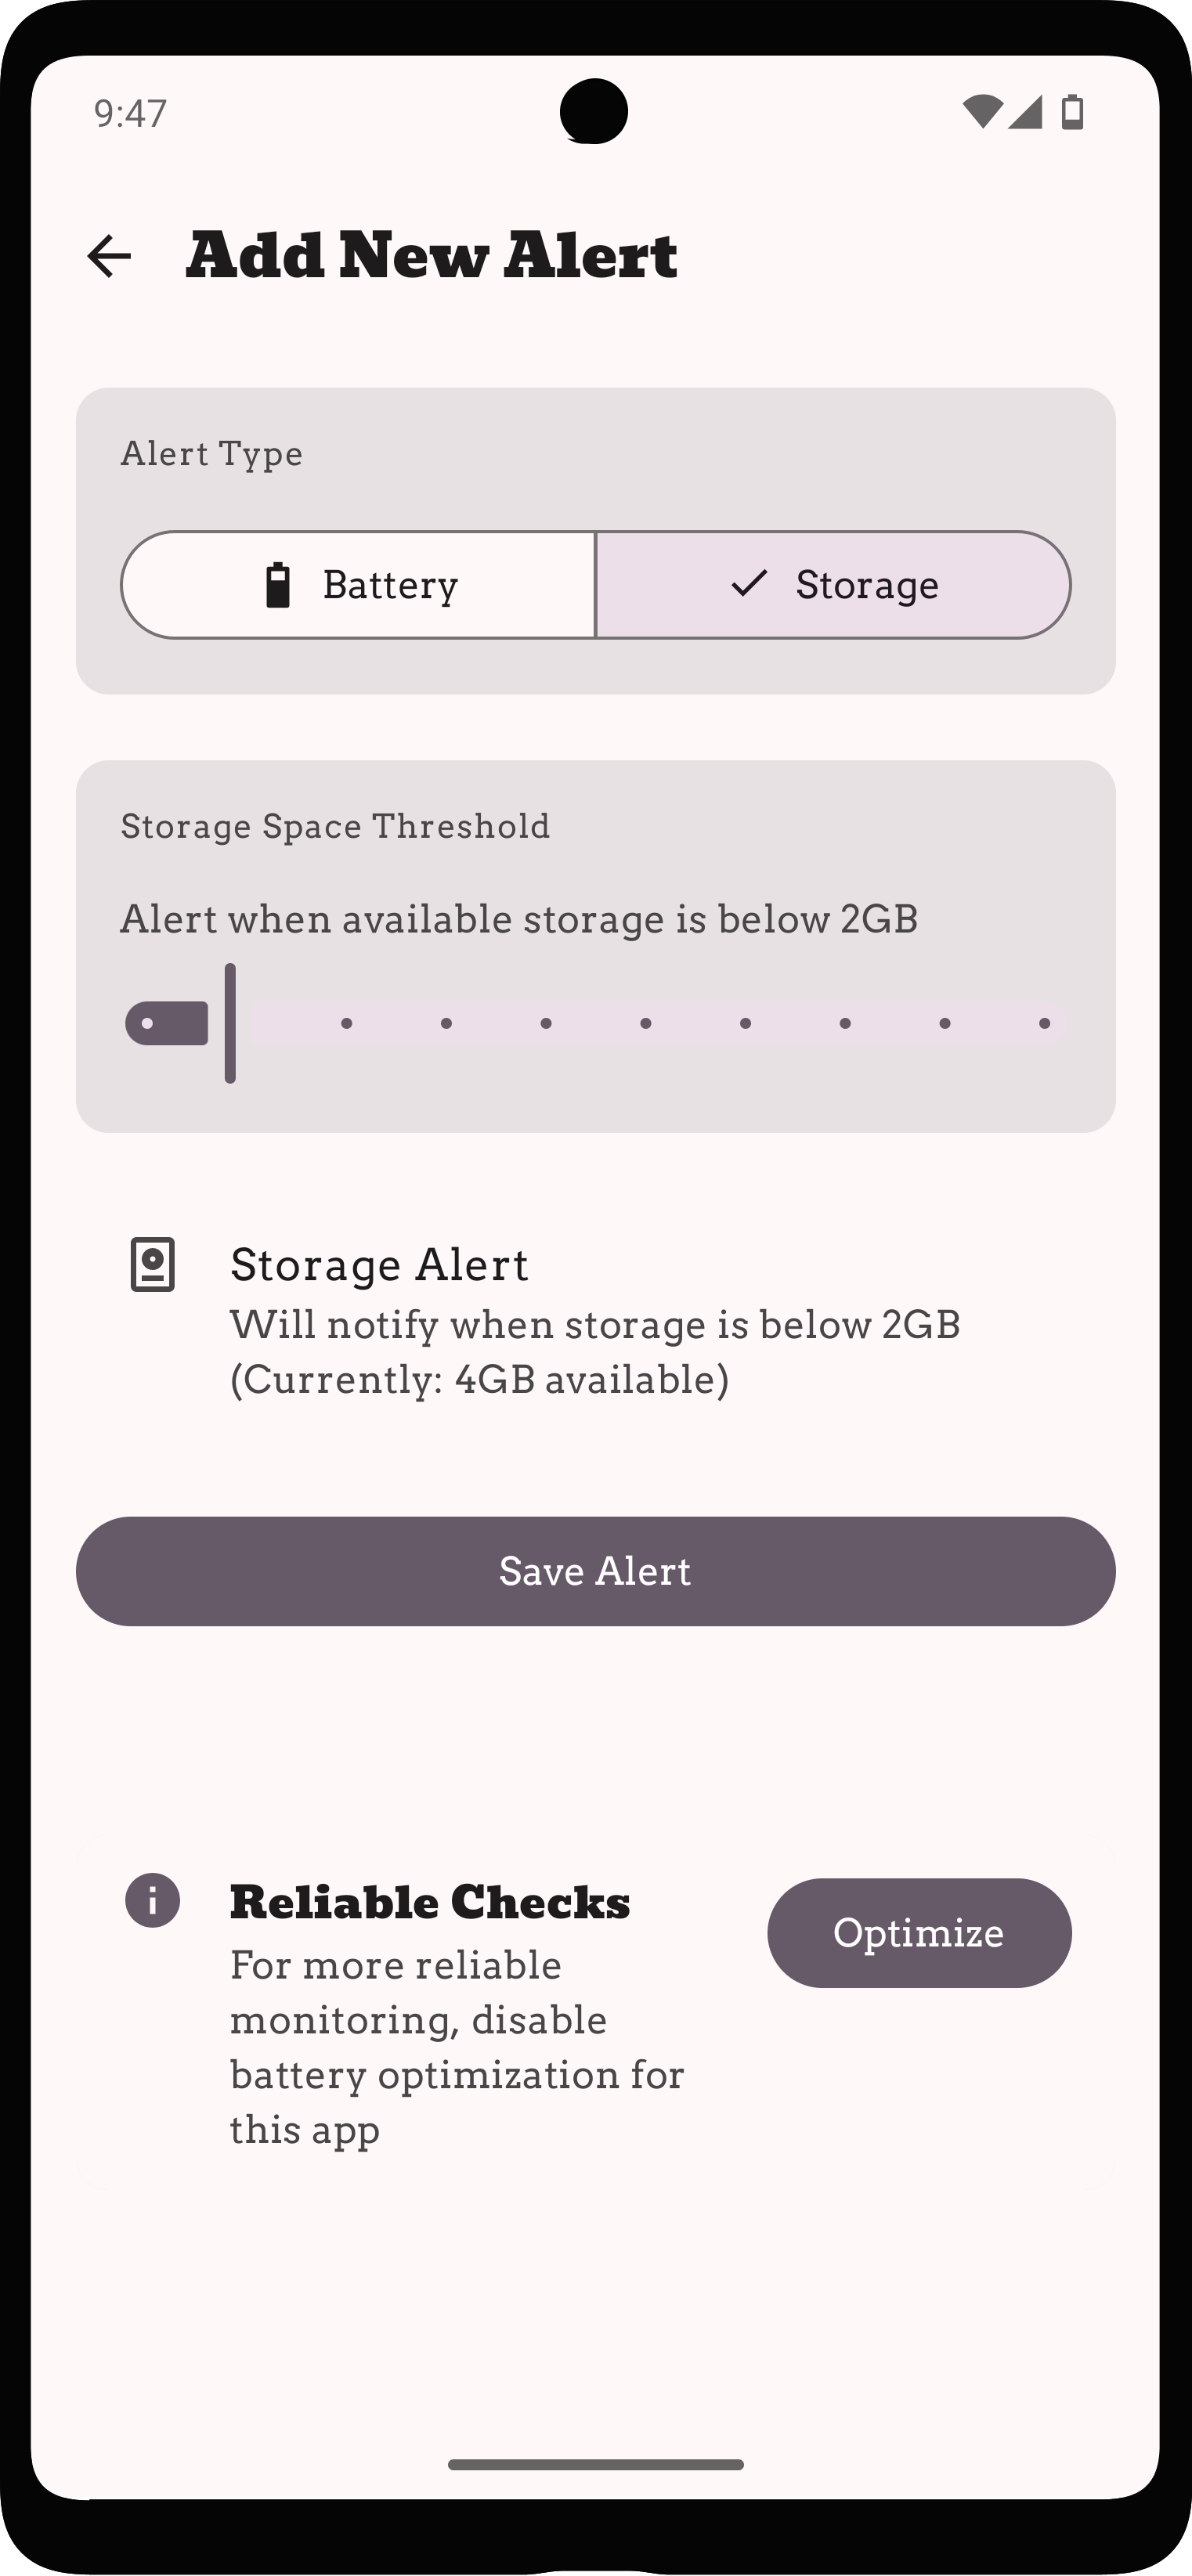 9:47
Add New Alert
Alert Type
Battery
Storage
Storage Space Threshold
Alert when available storage is below 2GB
Storage Alert
Will notify when storage is below 2GB
(Currently: 4GB available)
Save Alert
Reliable Checks
Optimize
For more reliable
monitoring, disable
battery optimization for
this app